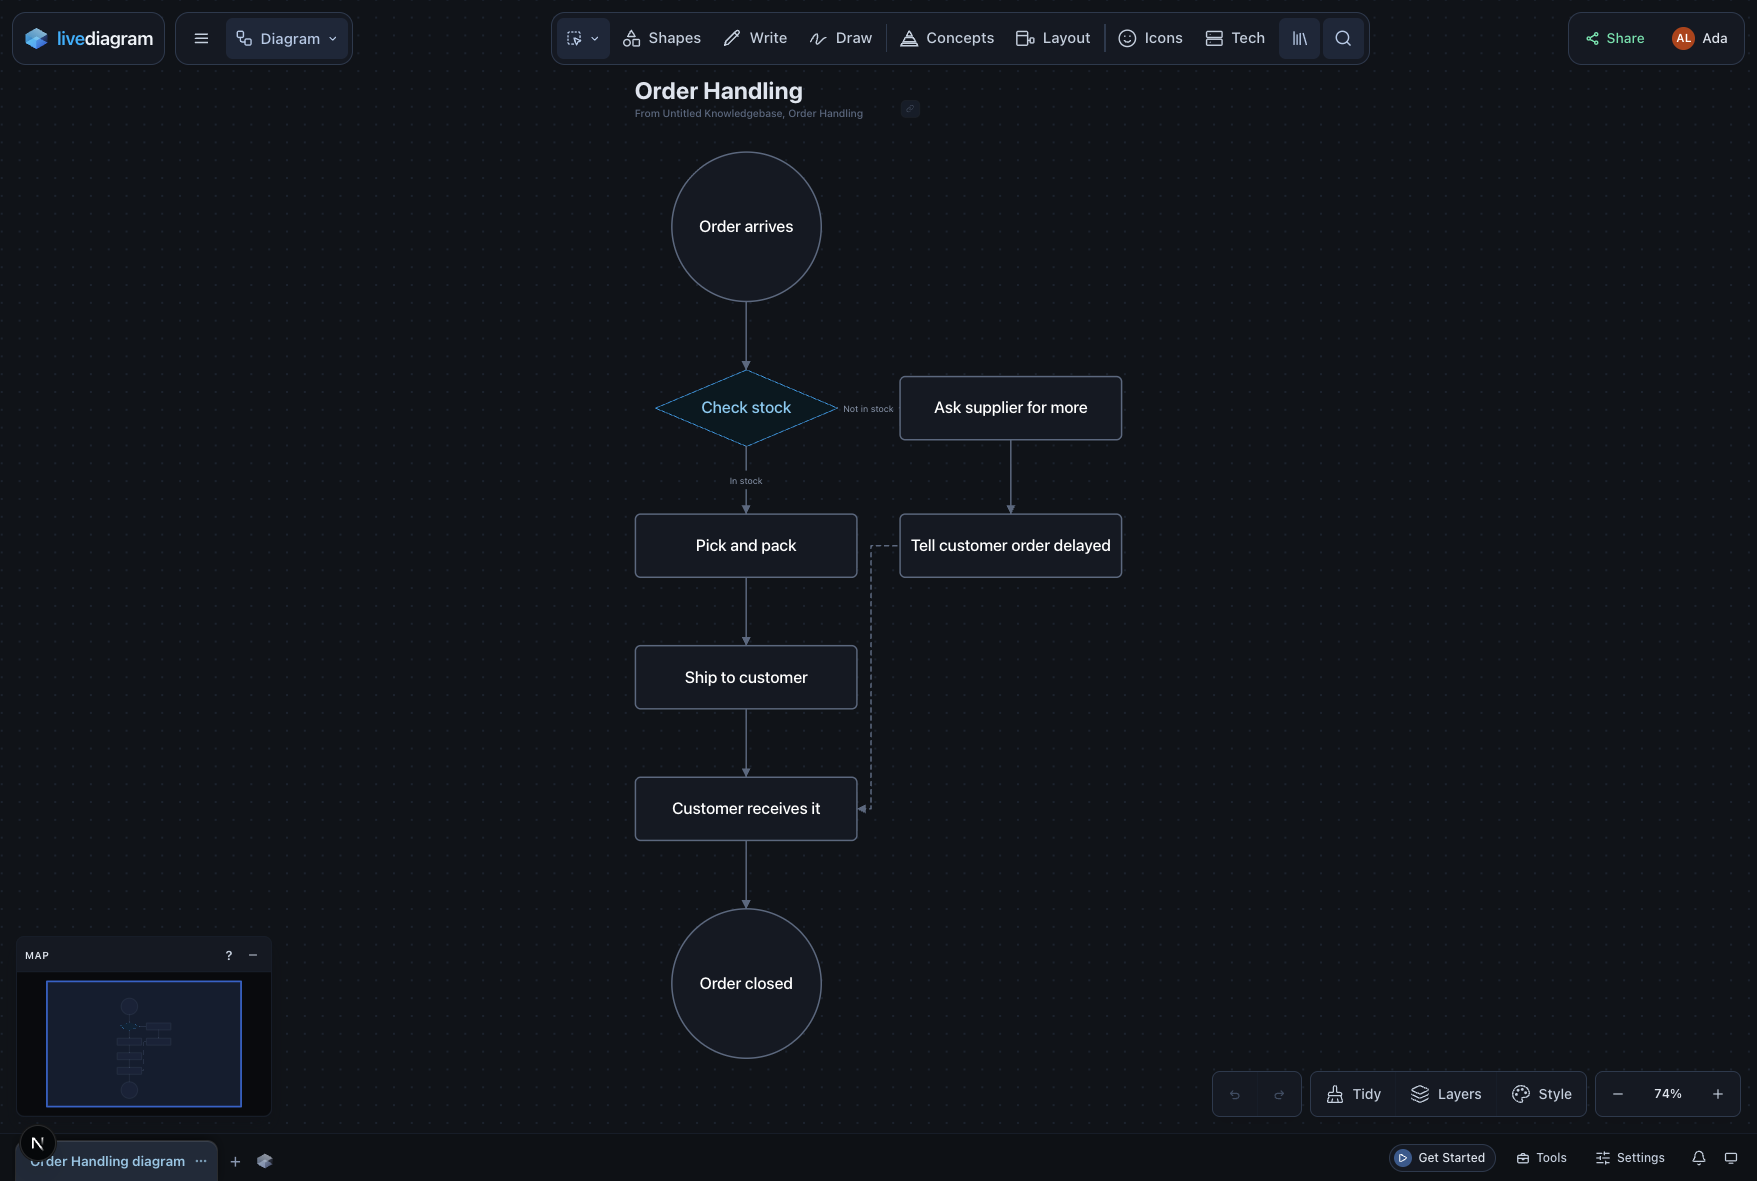 livediagram
Diagram
Shapes
Write
Draw
Concepts
Layout
Icons
Tech
Share
AL
Ada
Order Handling
From Untitled Knowledgebase, Order Handling
Order arrives
Check stock
Not in stock
Ask supplier for more
In stock
Pick and pack
Tell customer order delayed
Ship to customer
Customer receives it
Order closed
MAP
?
Tidy
Layers
Style
74%
N
Order Handling diagram
Get Started
Tools
Settings